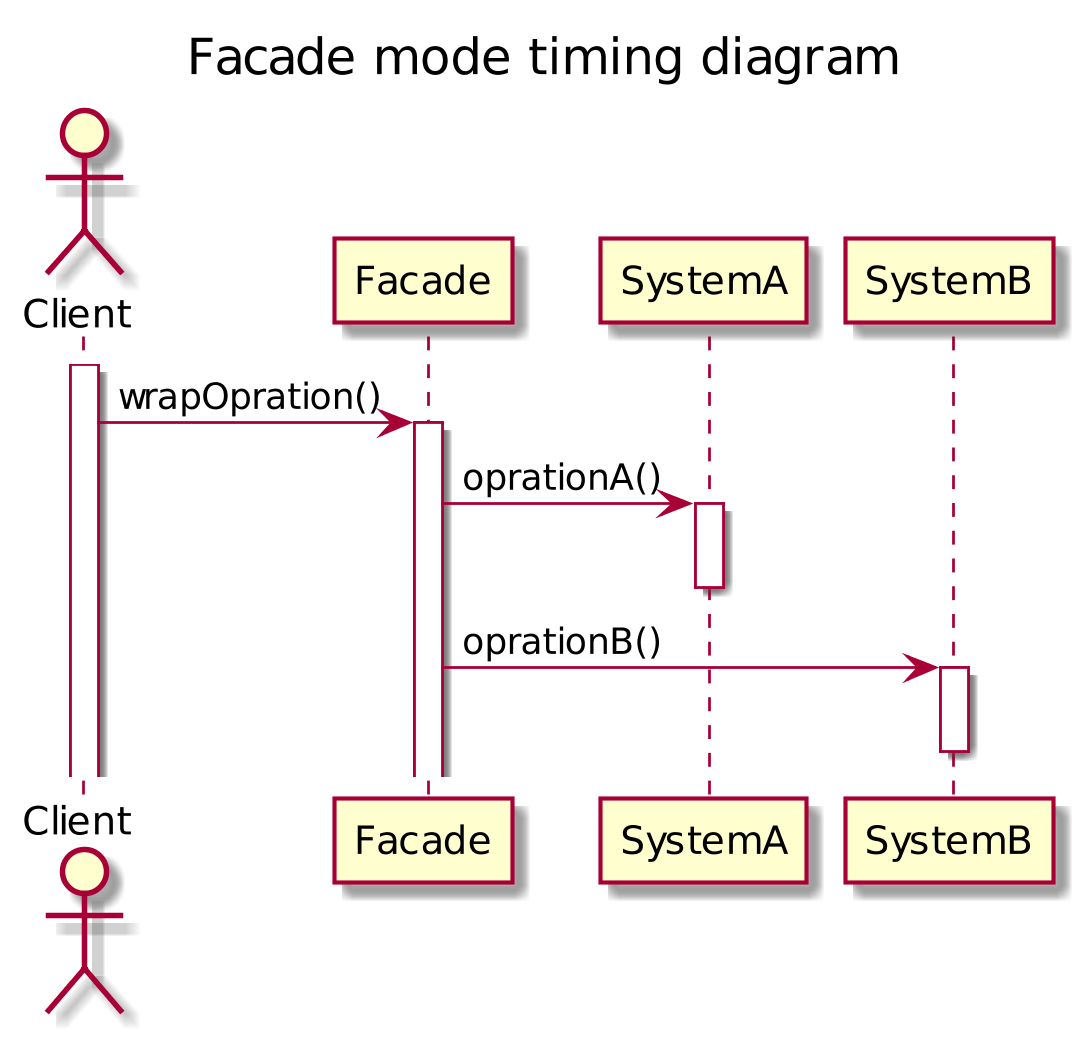 Facade mode timing diagram
Client
Facade
SystemA
SystemB
wrapOpration()
oprationA()
oprationB()
Client
Facade
SystemA
SystemB